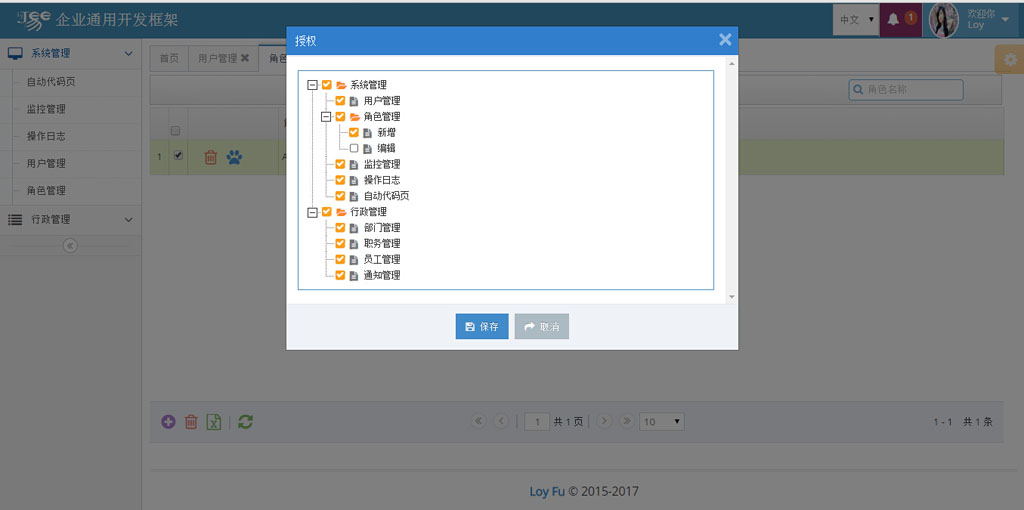 JEE 企业通用开发框架
中文
1
欢迎你
Loy
系统管理
自动代码页
监控管理
操作日志
用户管理
角色管理
行政管理
首页
用户管理
角色
角色名称
1
授权
系统管理
用户管理
角色管理
新增
编辑
监控管理
操作日志
自动代码页
行政管理
部门管理
职务管理
员工管理
通知管理
保存
取消
1 共 1 页
10
1 - 1 共 1 条
Loy Fu © 2015-2017